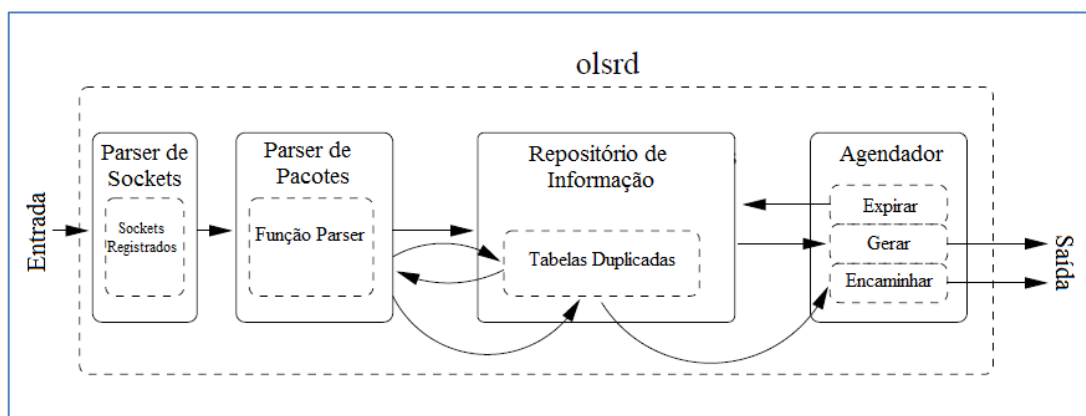 olsrd
Entrada
Parser de
Sockets
Sockets
Registrados
Parser de
Pacotes
Função Parser
Repositório de
Informação
Tabelas Duplicadas
Agendador
Expirar
Gerar
Encaminhar
Saída